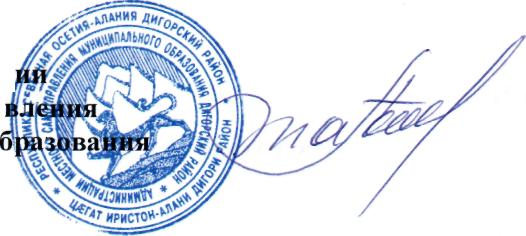 РЕСПУБЛИКА СЕВЕРНАЯ ОСЕТИЯ-АЛАНИЯ ДИГОРСКИЙ РАЙОН
АДМИНИСТРАЦИЯ МЕСТНОГО САМОУПРАВЛЕНИЯ МУНИЦИПАЛЬНОГО ОБРАЗОВАНИЯ ДИГОРСКИЙ РАЙОН
ЦÆГАТ ИРИСТОН-АЛАНИ ДИГОРИ РАЙОН
ии
вления
бразования